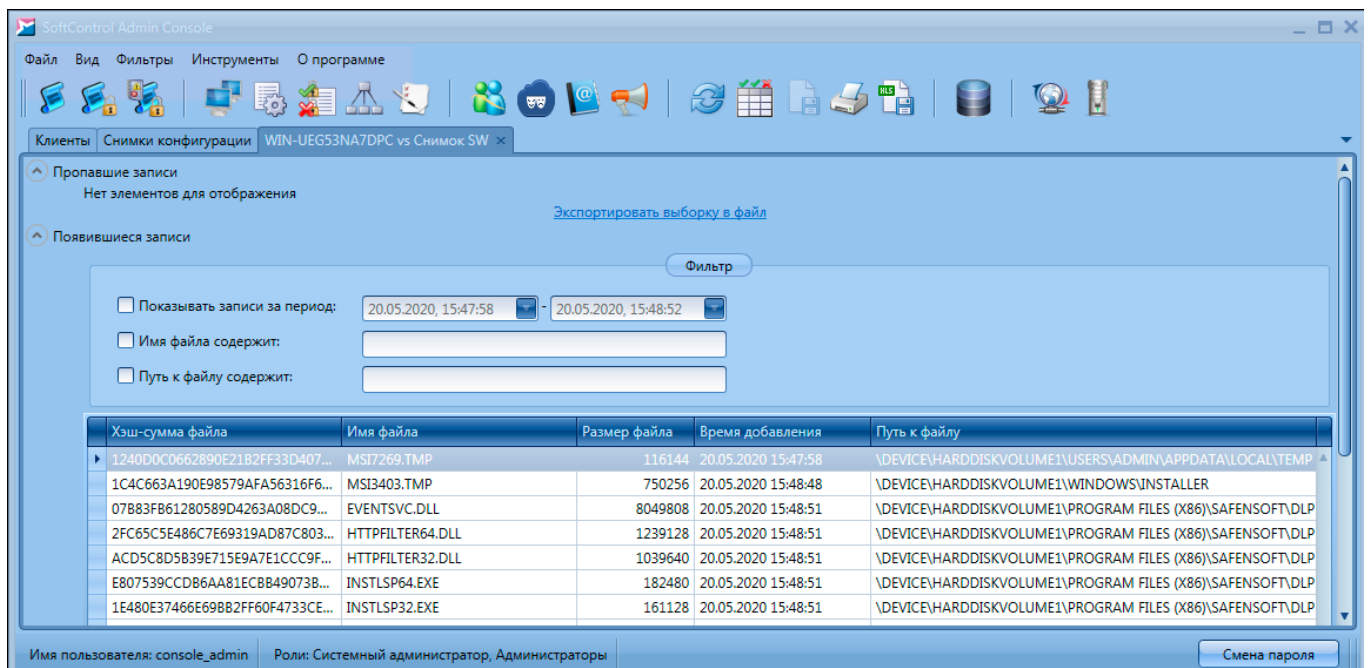 SoftControl Admin Console
Файл Вид Фильтры Инструменты О программе
XLS
Клиенты Снимки конфигурации WIN-UEG53NA7DPC vs Снимок SW ×
Пропавшие записи
Нет элементов для отображения
Экспортировать выборку в файл
Появившиеся записи
Фильтр
Показывать записи за период: 20.05.2020, 15:47:58 - 20.05.2020, 15:48:52
Имя файла содержит:
Путь к файлу содержит:
Хэш-сумма файла Имя файла Размер файла Время добавления Путь к файлу
1240D0C0662890E21B2FF33D407... MSI7269.TMP 116144 20.05.2020 15:47:58 \DEVICE\HARDDISKVOLUME1\USERS\ADMIN\APPDATA\LOCAL\TEMP
1C4C663A190E98579AFA56316F6... MSI3403.TMP 750256 20.05.2020 15:48:48 \DEVICE\HARDDISKVOLUME1\WINDOWS\INSTALLER
07B83FB61280589D4263A08DC9... EVENTSVC.DLL 8049808 20.05.2020 15:48:51 \DEVICE\HARDDISKVOLUME1\PROGRAM FILES (X86)\SAFENSOFT\DLP
2FC65C5E486C7E69319AD87C803... HTTPFILTER64.DLL 1239128 20.05.2020 15:48:51 \DEVICE\HARDDISKVOLUME1\PROGRAM FILES (X86)\SAFENSOFT\DLP
ACD5C8D5B39E715E9A7E1CCC9F... HTTPFILTER32.DLL 1039640 20.05.2020 15:48:51 \DEVICE\HARDDISKVOLUME1\PROGRAM FILES (X86)\SAFENSOFT\DLP
E807539CCDB6AA81ECBB49073B... INSTLSP64.EXE 182480 20.05.2020 15:48:51 \DEVICE\HARDDISKVOLUME1\PROGRAM FILES (X86)\SAFENSOFT\DLP
1E480E37466E69BB2FF60F4733CE... INSTLSP32.EXE 161128 20.05.2020 15:48:51 \DEVICE\HARDDISKVOLUME1\PROGRAM FILES (X86)\SAFENSOFT\DLP
Имя пользователя: console_admin Роли: Системный администратор, Администраторы Смена пароля